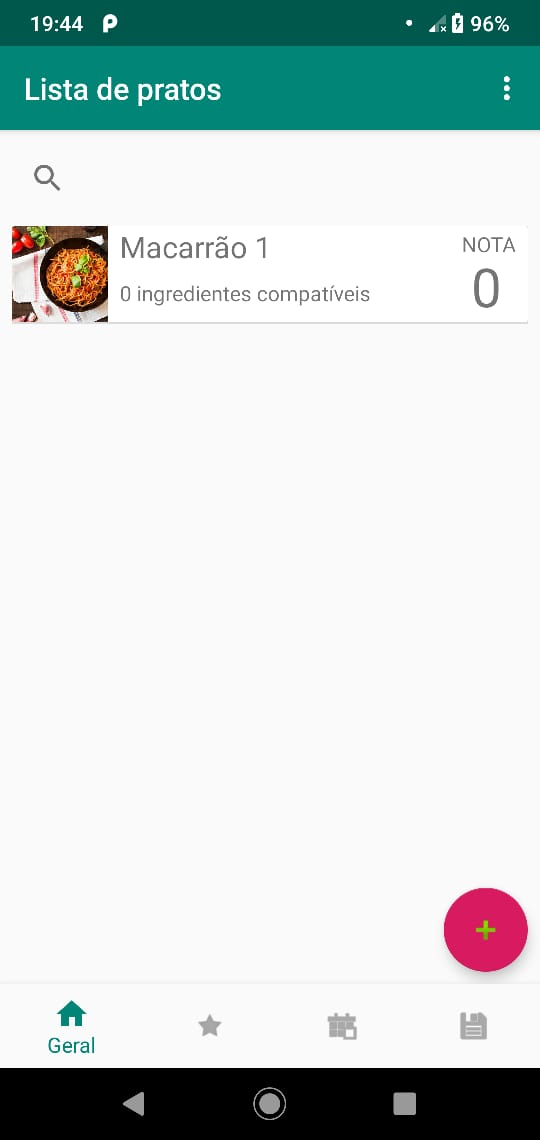 19:44
96%
Lista de pratos
Macarrão 1
NOTA
0 ingredientes compatíveis
0
Geral